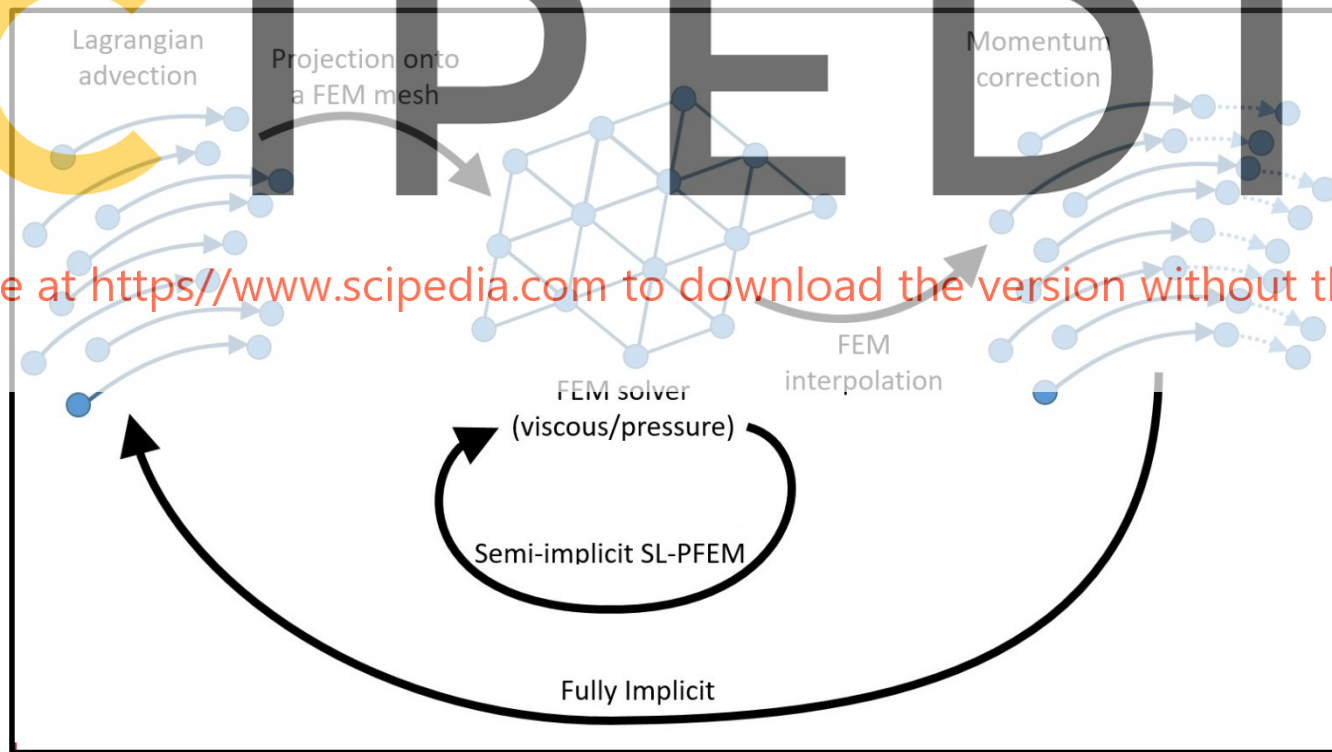 CIPEDI
Lagrangian
advection
Projection onto
a FEM mesh
Momentum
correction
e at https//www.scipedia.com to download the version without th
FEM
interpolation
FEM solver
(viscous/pressure)
Semi-implicit SL-PFEM
Fully Implicit